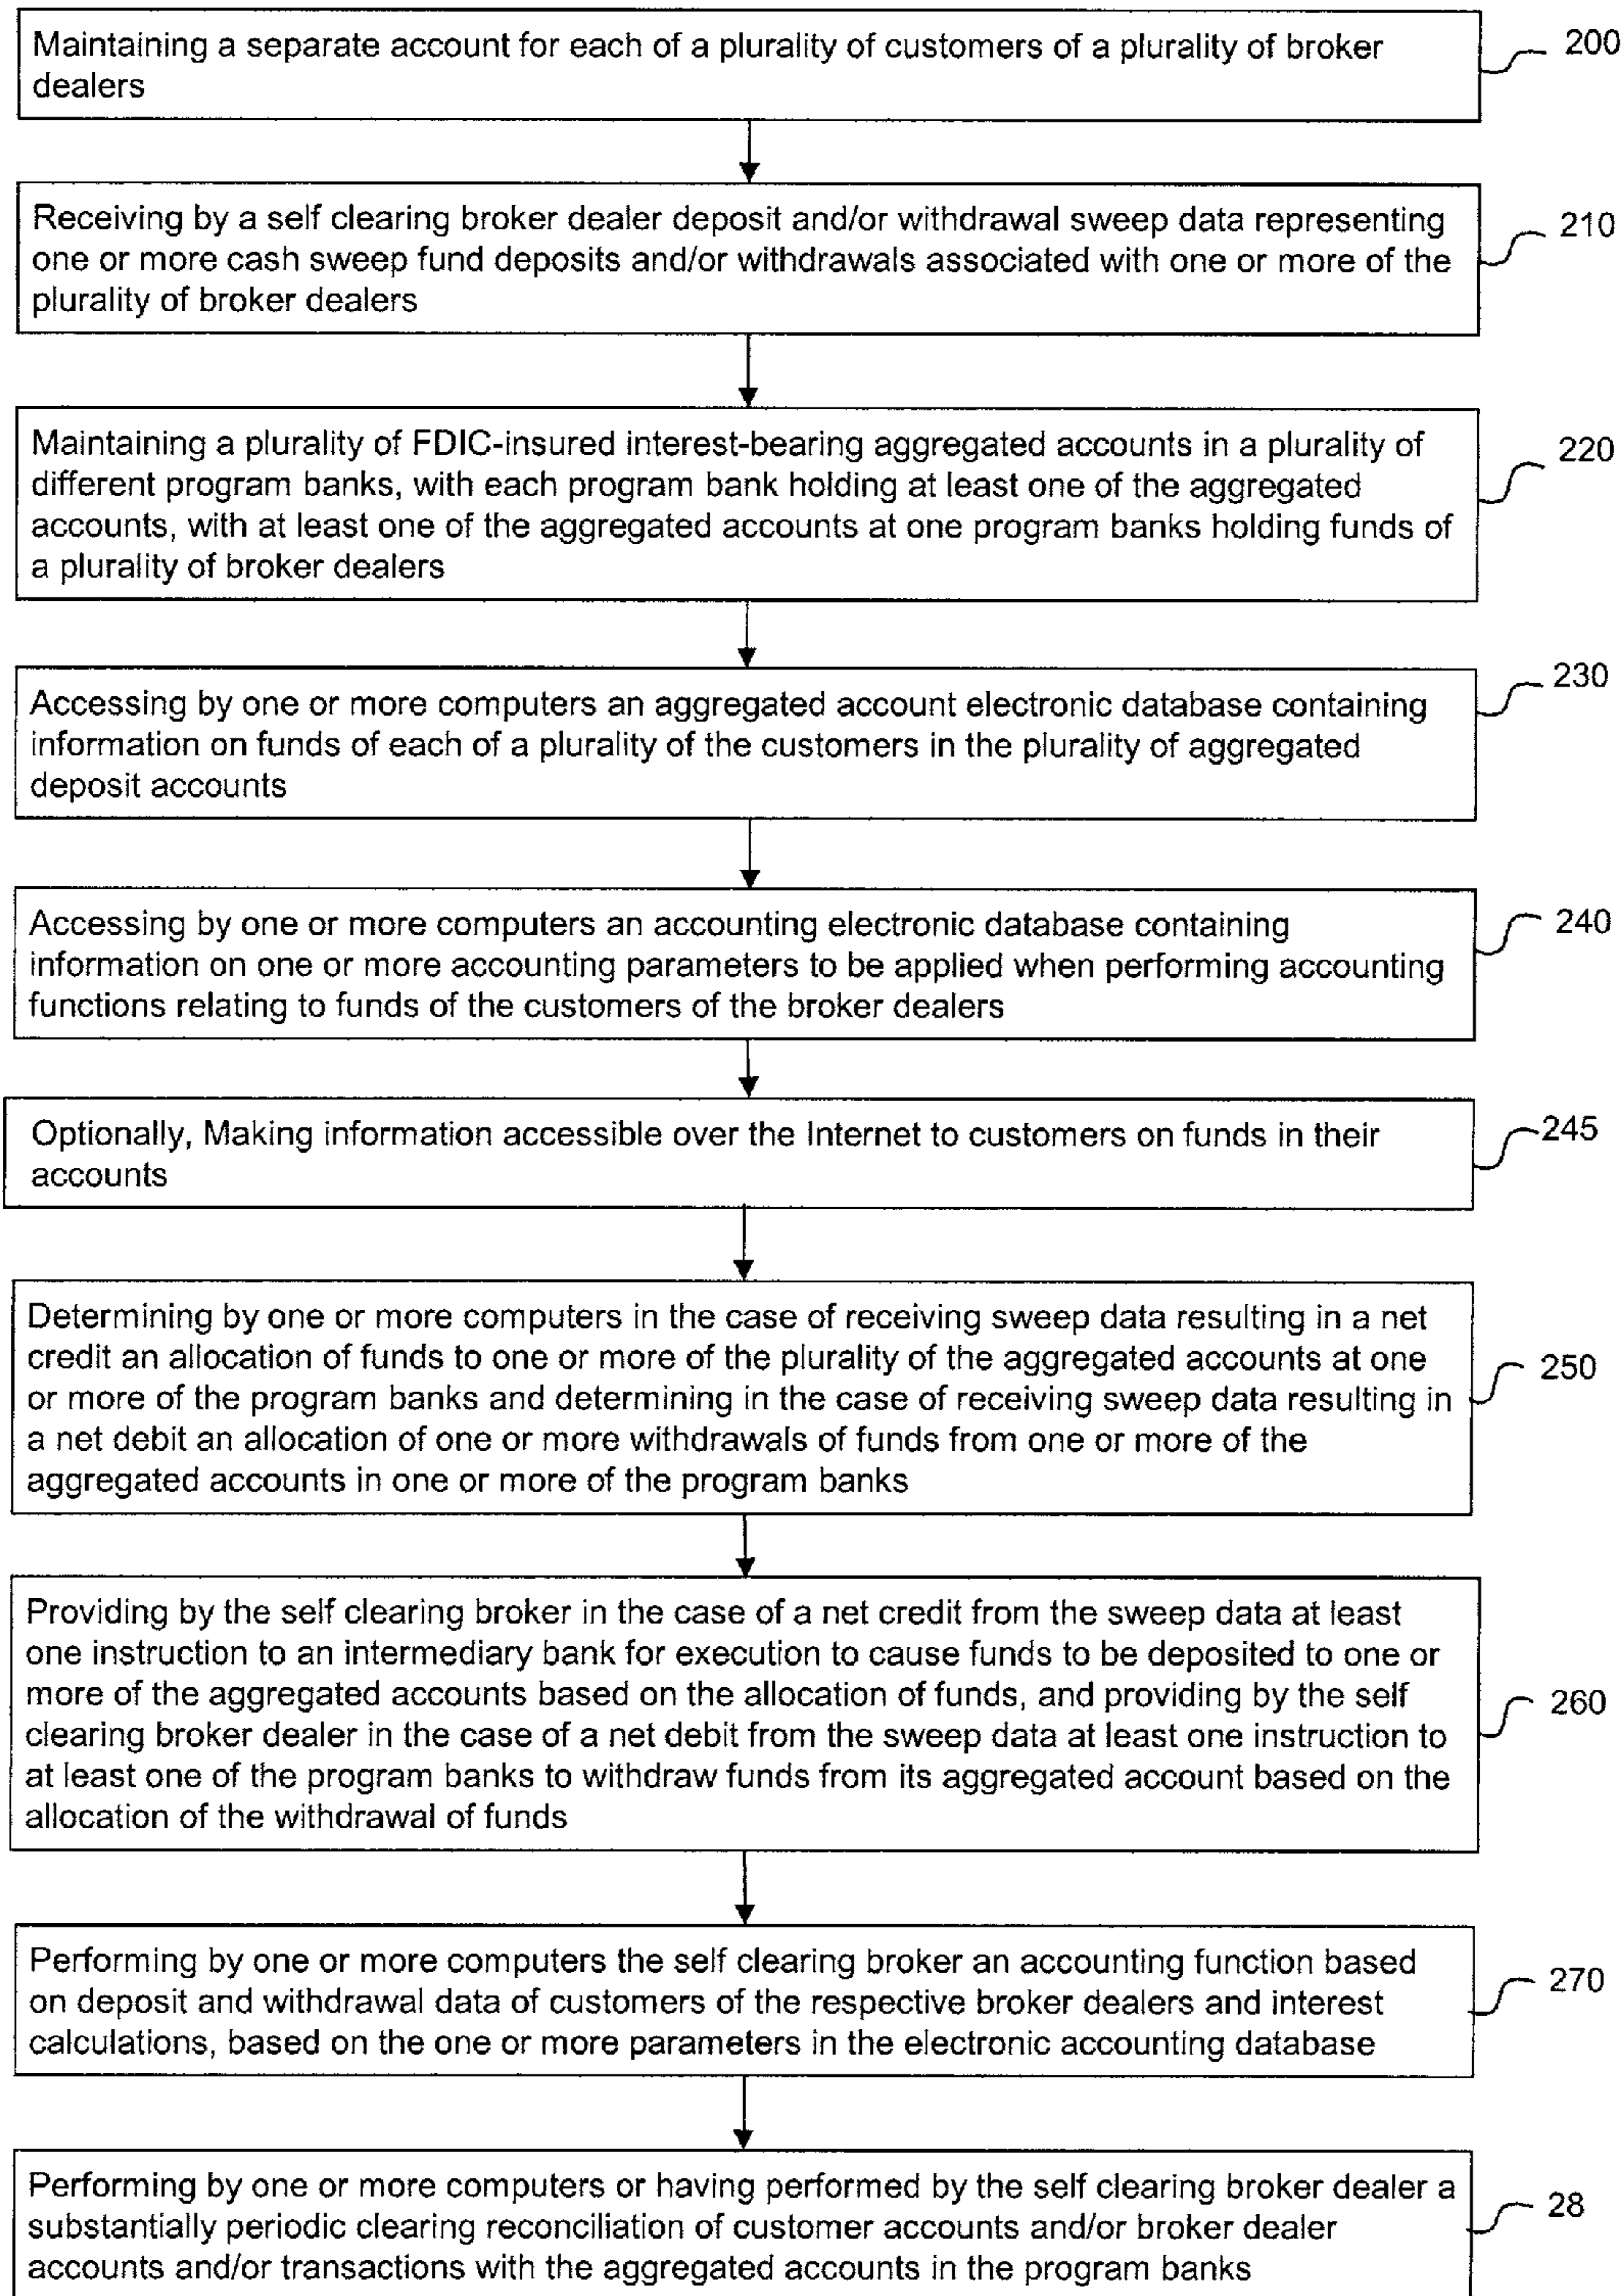 Maintaining a separate account for each of a plurality of customers of a plurality of broker
dealers
200
Receiving by a self clearing broker dealer deposit and/or withdrawal sweep data representing
one or more cash sweep fund deposits and/or withdrawals associated with one or more of the
plurality of broker dealers
210
Maintaining a plurality of FDIC-insured interest-bearing aggregated accounts in a plurality of
different program banks, with each program bank holding at least one of the aggregated
accounts, with at least one of the aggregated accounts at one program banks holding funds of
a plurality of broker dealers
220
Accessing by one or more computers an aggregated account electronic database containing
information on funds of each of a plurality of the customers in the plurality of aggregated
deposit accounts
230
Accessing by one or more computers an accounting electronic database containing
information on one or more accounting parameters to be applied when performing accounting
functions relating to funds of the customers of the broker dealers
240
Optionally, Making information accessible over the Internet to customers on funds in their
accounts
245
Determining by one or more computers in the case of receiving sweep data resulting in a net
credit an allocation of funds to one or more of the plurality of the aggregated accounts at one
or more of the program banks and determining in the case of receiving sweep data resulting in
a net debit an allocation of one or more withdrawals of funds from one or more of the
aggregated accounts in one or more of the program banks
250
Providing by the self clearing broker in the case of a net credit from the sweep data at least
one instruction to an intermediary bank for execution to cause funds to be deposited to one or
more of the aggregated accounts based on the allocation of funds, and providing by the self
clearing broker dealer in the case of a net debit from the sweep data at least one instruction to
at least one of the program banks to withdraw funds from its aggregated account based on the
allocation of the withdrawal of funds
260
Performing by one or more computers the self clearing broker an accounting function based
on deposit and withdrawal data of customers of the respective broker dealers and interest
calculations, based on the one or more parameters in the electronic accounting database
270
Performing by one or more computers or having performed by the self clearing broker dealer a
substantially periodic clearing reconciliation of customer accounts and/or broker dealer
accounts and/or transactions with the aggregated accounts in the program banks
28